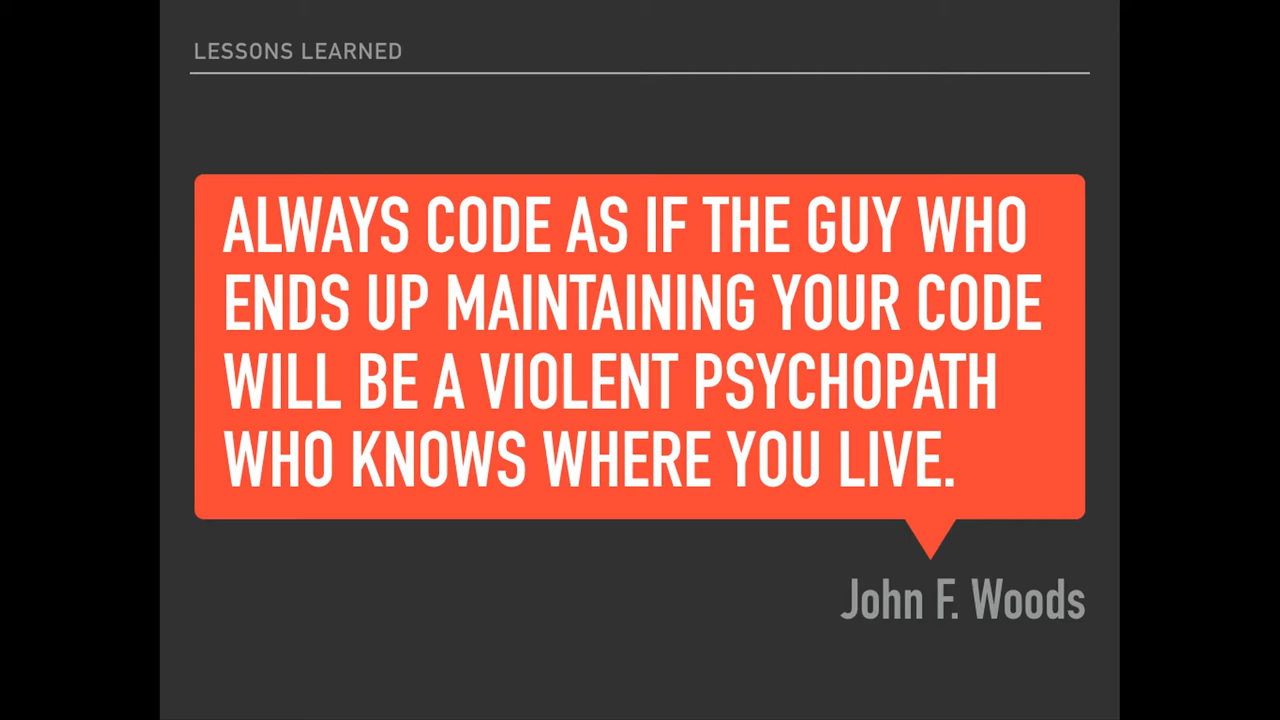 LESSONS LEARNED
ALWAYS CODE AS IF THE GUY WHO
ENDS UP MAINTAINING YOUR CODE
WILL BE A VIOLENT PSYCHOPATH
WHO KNOWS WHERE YOU LIVE.
John F. Woods